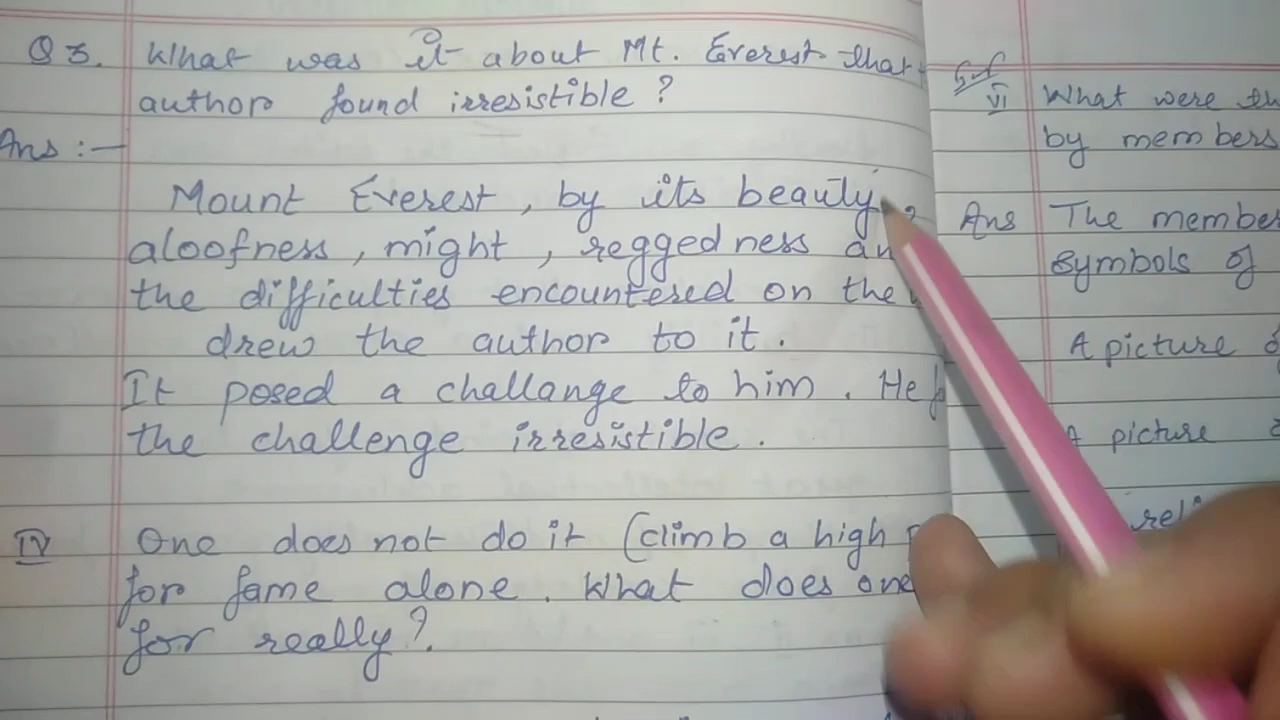 Q 3. What was it about Mt. Everest that
author found irresistible ?
Ans :-
Mount Everest, by its beauty,
aloofness, might, reggedness
the difficulties encountered on the
drew the author to it.
It posed a challange to him. He
the challenge irresistible.
IV One does not do it (climb a high
for fame alone. What does one
for really?
VI What were
by members
Ans The
Symbols of
A picture
A picture